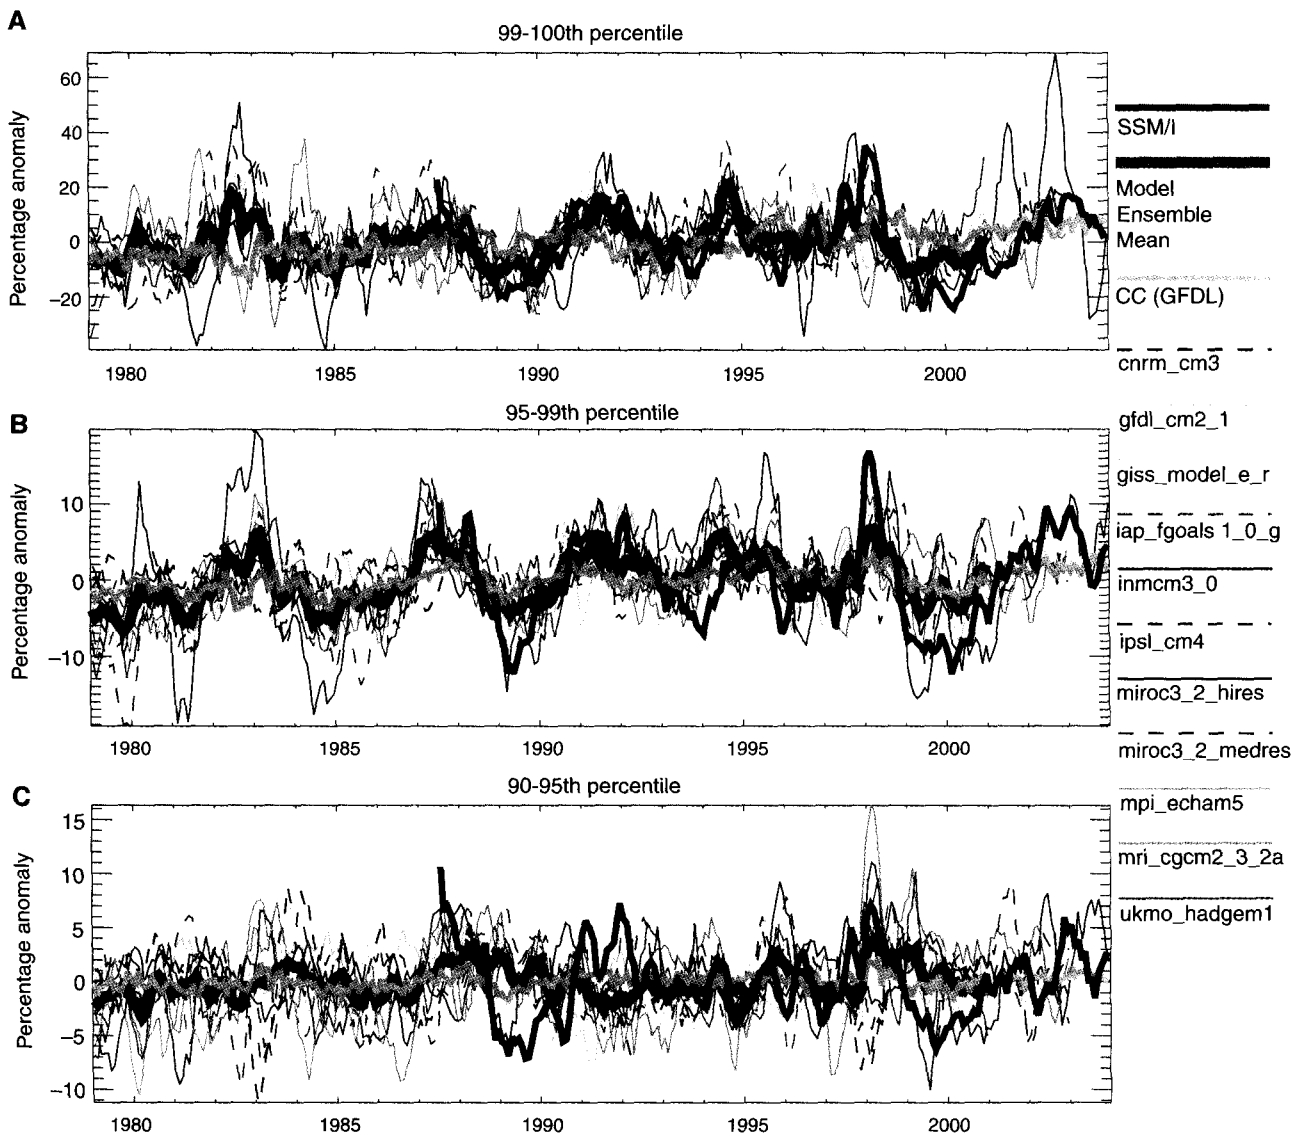 A
99-100th percentile
Percentage anomaly
60
40
20
0
−20
1980
1985
1990
1995
2000
SSM/I
Model
Ensemble
Mean
CC (GFDL)
cnrm_cm3
B
95-99th percentile
Percentage anomaly
10
0
−10
1980
1985
1990
1995
2000
gfdl_cm2_1
giss_model_e_r
iap_fgoals 1_0_g
inmcm3_0
ipsl_cm4
miroc3_2_hires
miroc3_2_medres
C
90-95th percentile
Percentage anomaly
15
10
5
0
−5
−10
1980
1985
1990
1995
2000
mpi_echam5
mri_cgcm2_3_2a
ukmo_hadgem1